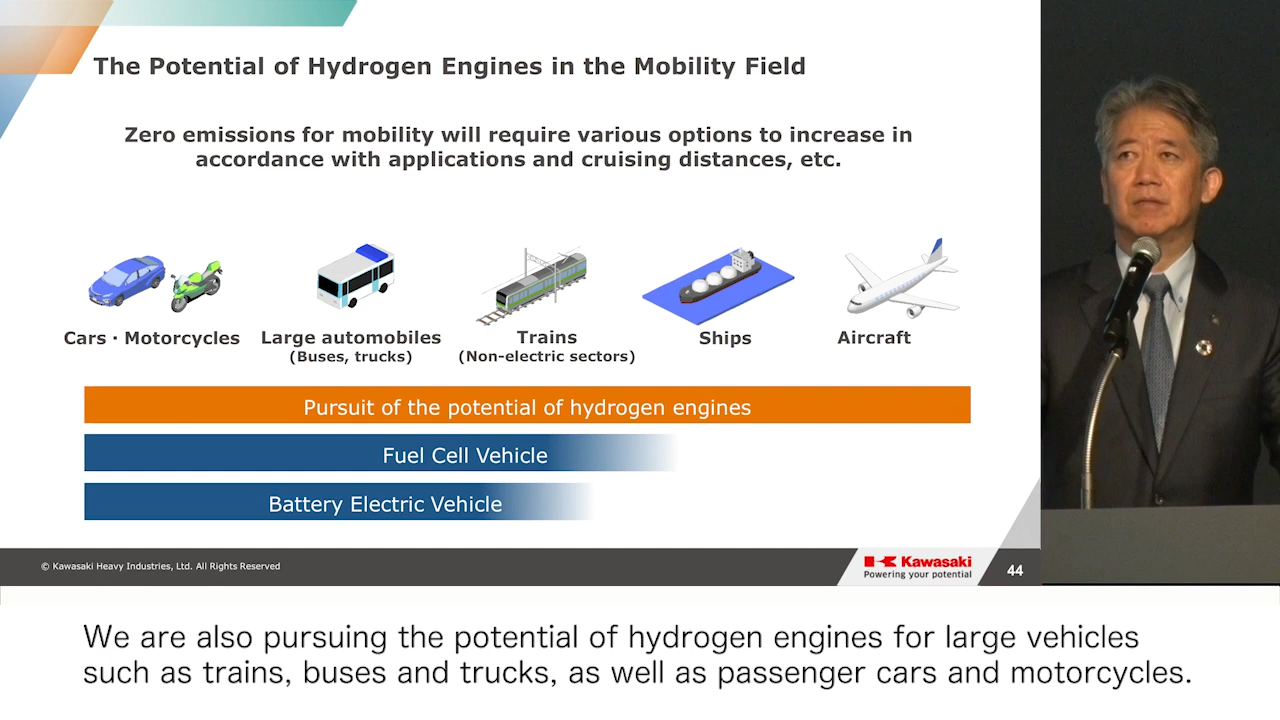 The Potential of Hydrogen Engines in the Mobility Field
Zero emissions for mobility will require various options to increase in
accordance with applications and cruising distances, etc.
Cars · Motorcycles
Large automobiles
(Buses, trucks)
Trains
(Non-electric sectors)
Ships
Aircraft
Pursuit of the potential of hydrogen engines
Fuel Cell Vehicle
Battery Electric Vehicle
© Kawasaki Heavy Industries, Ltd. All Rights Reserved
Kawasaki
Powering your potential
44
We are also pursuing the potential of hydrogen engines for large vehicles
such as trains, buses and trucks, as well as passenger cars and motorcycles.